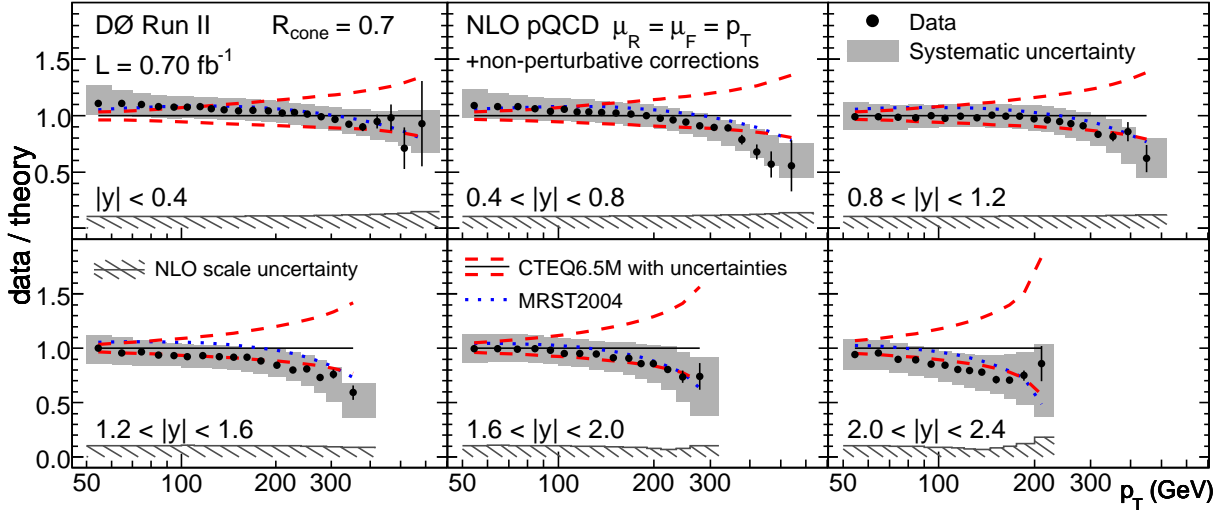 DØ Run II R_cone = 0.7
L = 0.70 fb⁻¹
NLO pQCD μ_R = μ_F = p_T
+non-perturbative corrections
Data
Systematic uncertainty
1.5
1.0
0.5
|y| < 0.4
0.4 < |y| < 0.8
0.8 < |y| < 1.2
data / theory
NLO scale uncertainty
CTEQ6.5M with uncertainties
MRST2004
1.5
1.0
0.5
0.0
1.2 < |y| < 1.6
1.6 < |y| < 2.0
2.0 < |y| < 2.4
50 100 200 300
50 100 200 300
50 100 200 300
p_T (GeV)